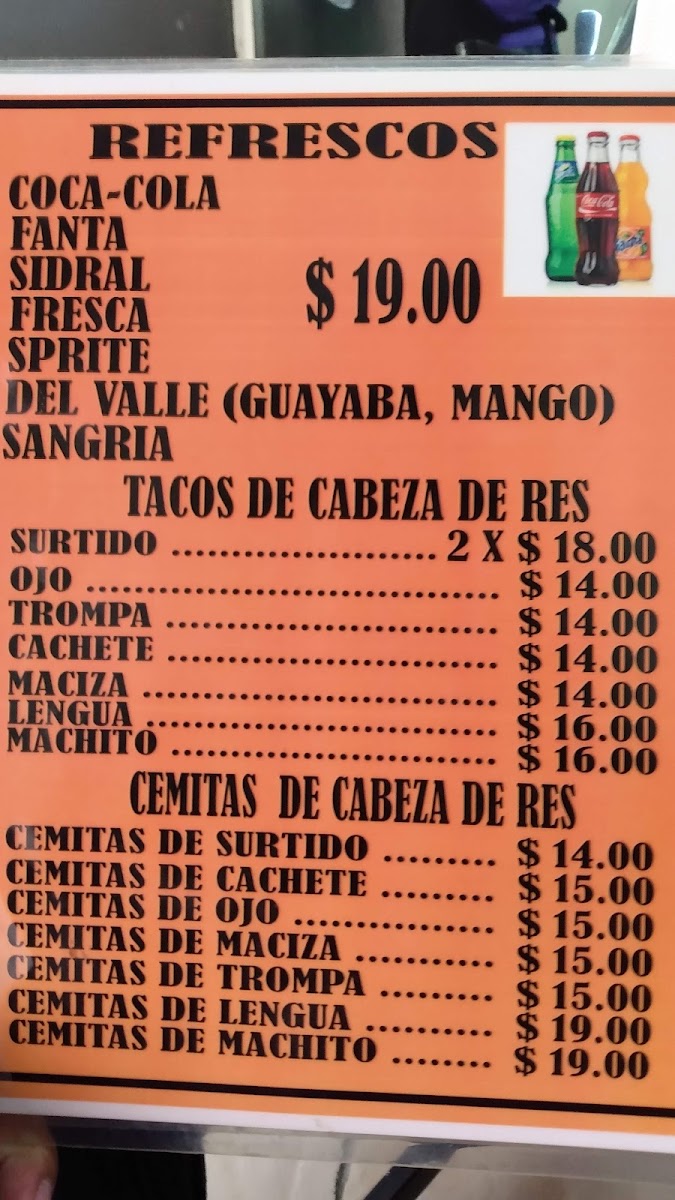 REFRESCOS
COCA-COLA
FANTA
SIDRAL
$ 19.00
FRESCA
SPRITE
DEL VALLE (GUAYABA, MANGO)
SANGRIA
TACOS DE CABEZA DE RES
SURTIDO ...................... 2 X $ 18.00
OJO .................................. $ 14.00
TROMPA ........................... $ 14.00
CACHETE ........................... $ 14.00
MACIZA ............................. $ 14.00
LENGUA ............................. $ 16.00
MACHITO ........................... $ 16.00
CEMITAS DE CABEZA DE RES
CEMITAS DE SURTIDO ......... $ 14.00
CEMITAS DE CACHETE ......... $ 15.00
CEMITAS DE OJO ................ $ 15.00
CEMITAS DE MACIZA ........... $ 15.00
CEMITAS DE TROMPA ......... $ 15.00
CEMITAS DE LENGUA .......... $ 19.00
CEMITAS DE MACHITO ........ $ 19.00
Coca-Cola
Fanta